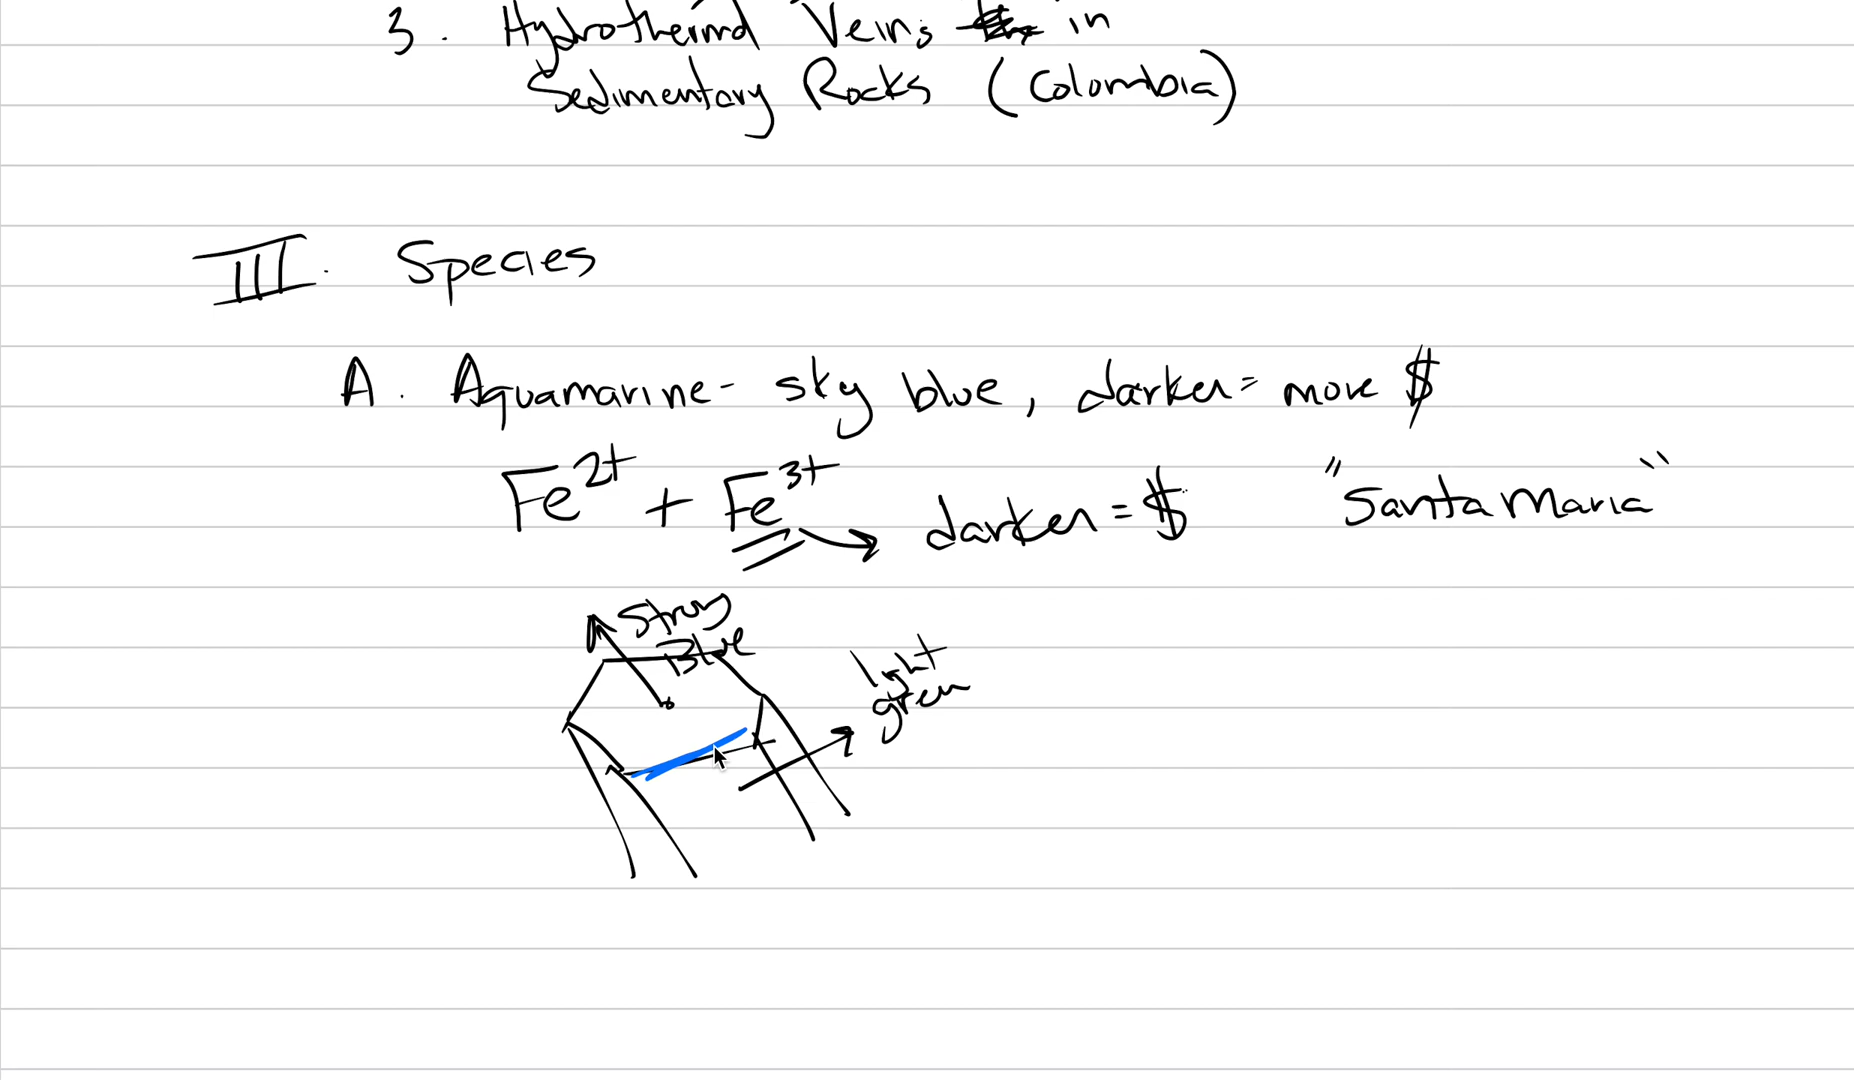 3. Hydrothermal Veins in
Sedimentary Rocks (Colombia)
III. Species
A. Aquamarine - sky blue, darker = more $
Fe2+ + Fe3+ → darker = $ "Santa Maria"
Strong
Blue
light
green